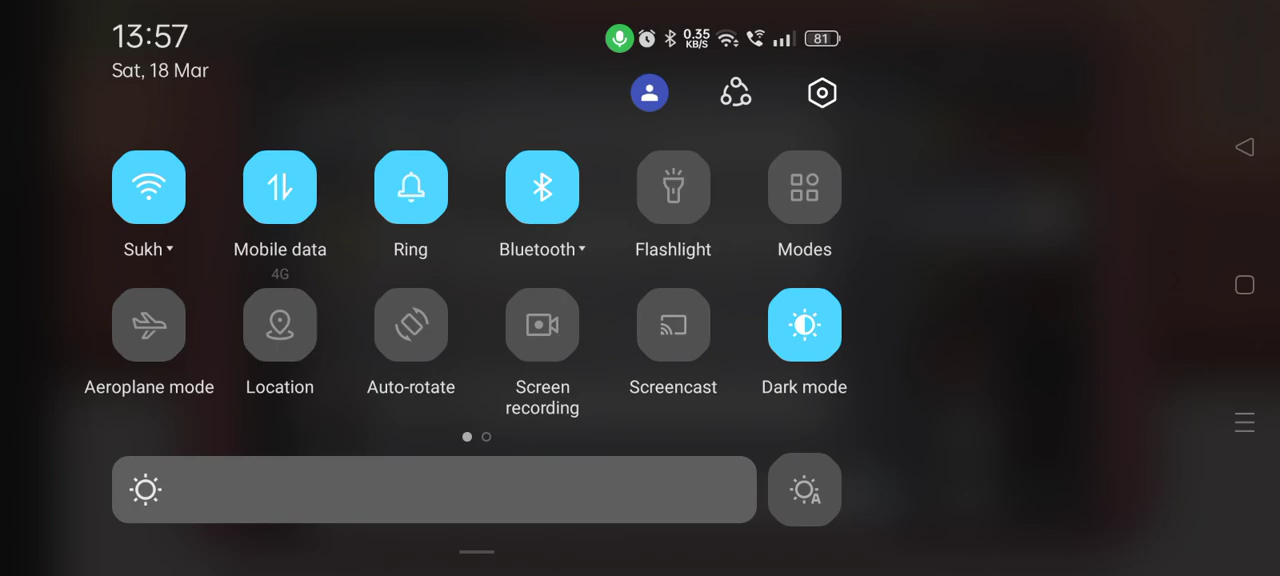 13:57
Sat, 18 Mar
0.35
KB/S
81
Sukh
Mobile data
4G
Ring
Bluetooth
Flashlight
Modes
Aeroplane mode
Location
Auto-rotate
Screen
recording
Screencast
Dark mode
A